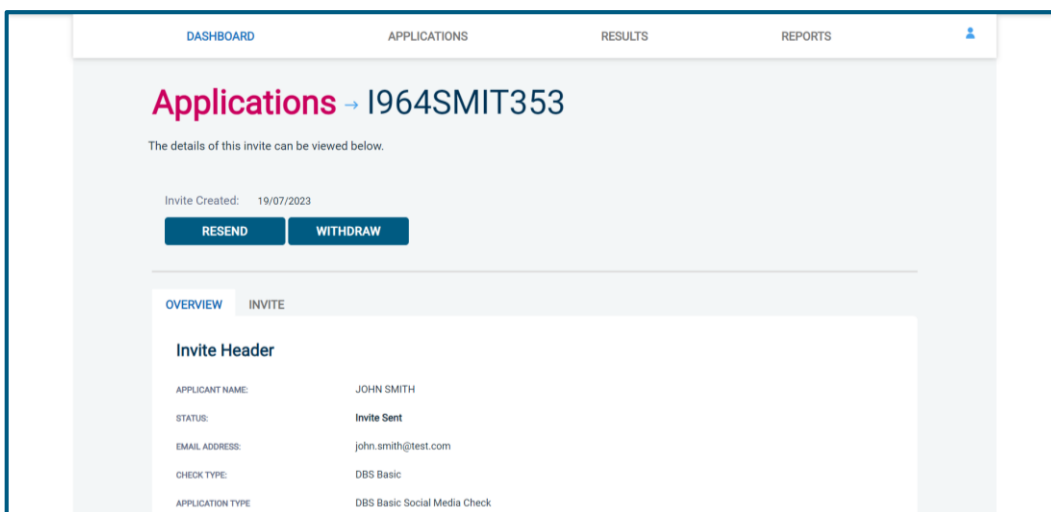 DASHBOARD APPLICATIONS RESULTS REPORTS
Applications → I964SMIT353
The details of this invite can be viewed below.
Invite Created: 19/07/2023
RESEND WITHDRAW
OVERVIEW INVITE
Invite Header
APPLICANT NAME: JOHN SMITH
STATUS: Invite Sent
EMAIL ADDRESS: john.smith@test.com
CHECK TYPE: DBS Basic
APPLICATION TYPE DBS Basic Social Media Check